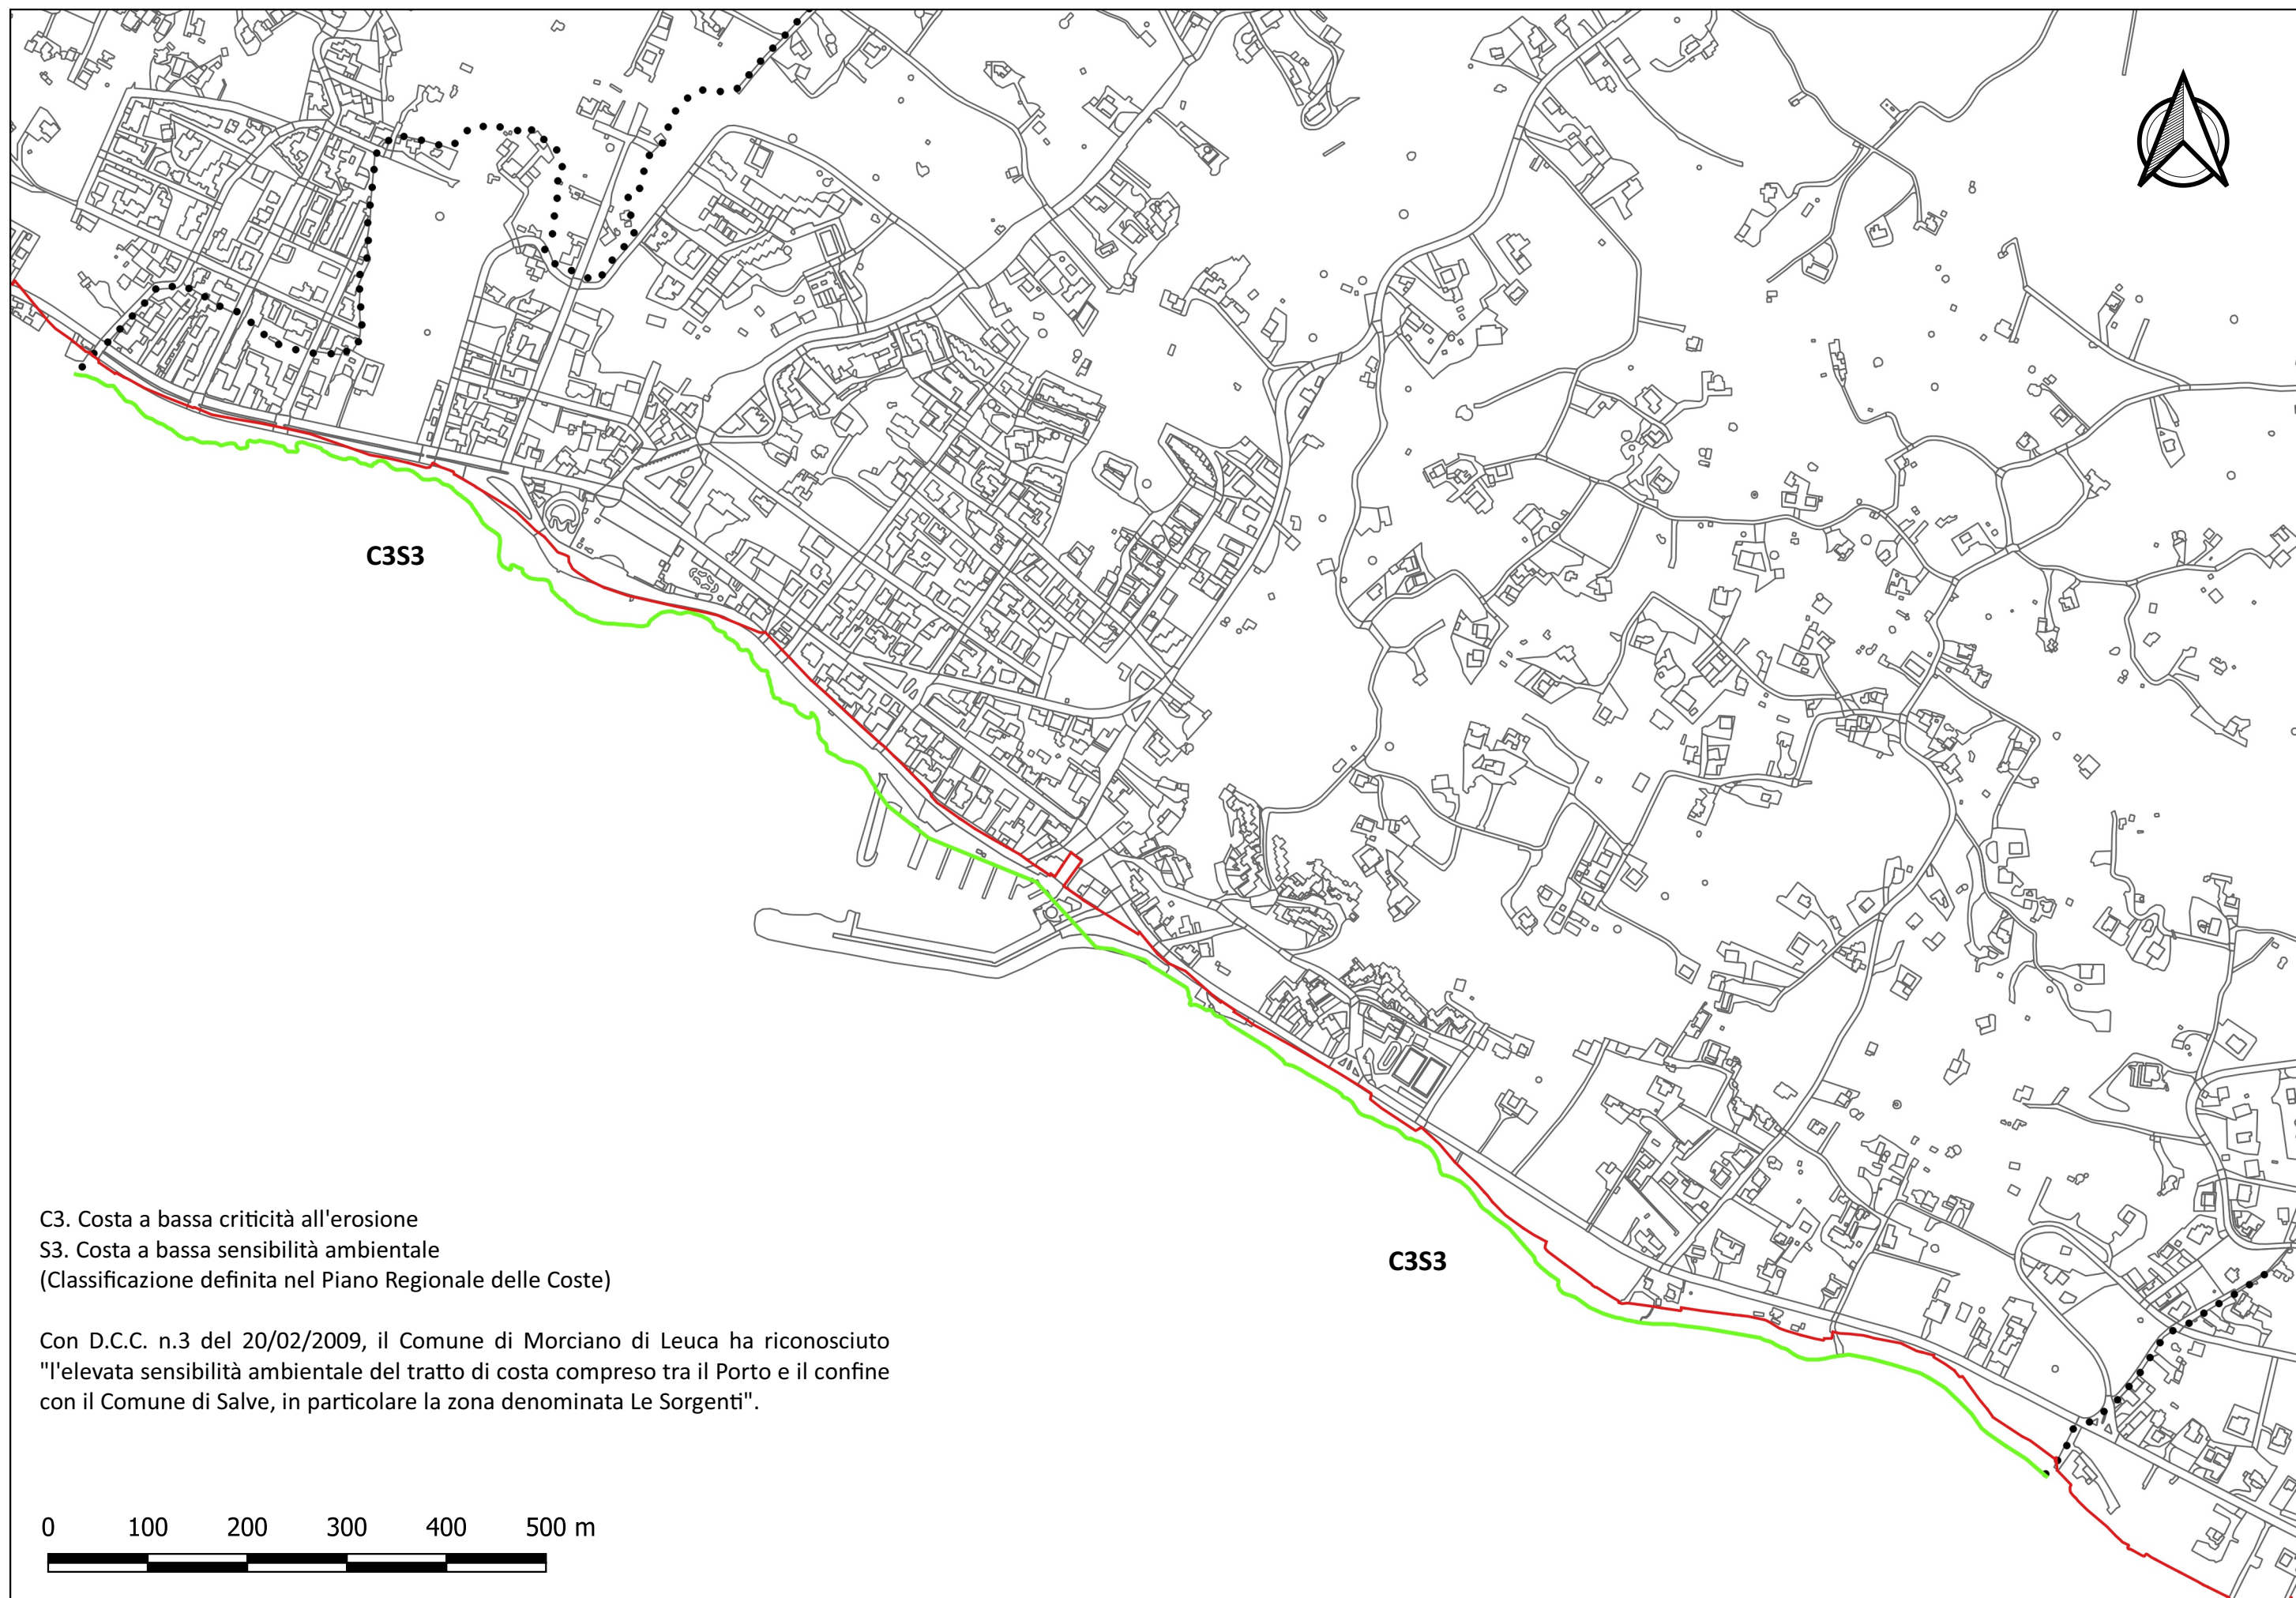 C3S3
C3S3
C3. Costa a bassa criticità all'erosione
S3. Costa a bassa sensibilità ambientale
(Classificazione definita nel Piano Regionale delle Coste)
Con D.C.C. n.3 del 20/02/2009, il Comune di Morciano di Leuca ha riconosciuto
"l'elevata sensibilità ambientale del tratto di costa compreso tra il Porto e il confine
con il Comune di Salve, in particolare la zona denominata Le Sorgenti".
0 100 200 300 400 500 m